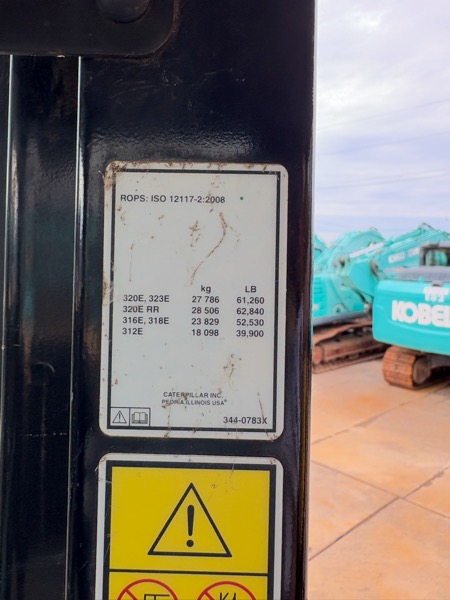 ROPS: ISO 12117-2:2008
kg LB
320E, 323E 27 786 61,260
320E RR 28 506 62,840
316E, 318E 23 829 52,530
312E 18 098 39,900
CATERPILLAR INC.
PEORIA, ILLINOIS USA
344-0783X
KOBEL